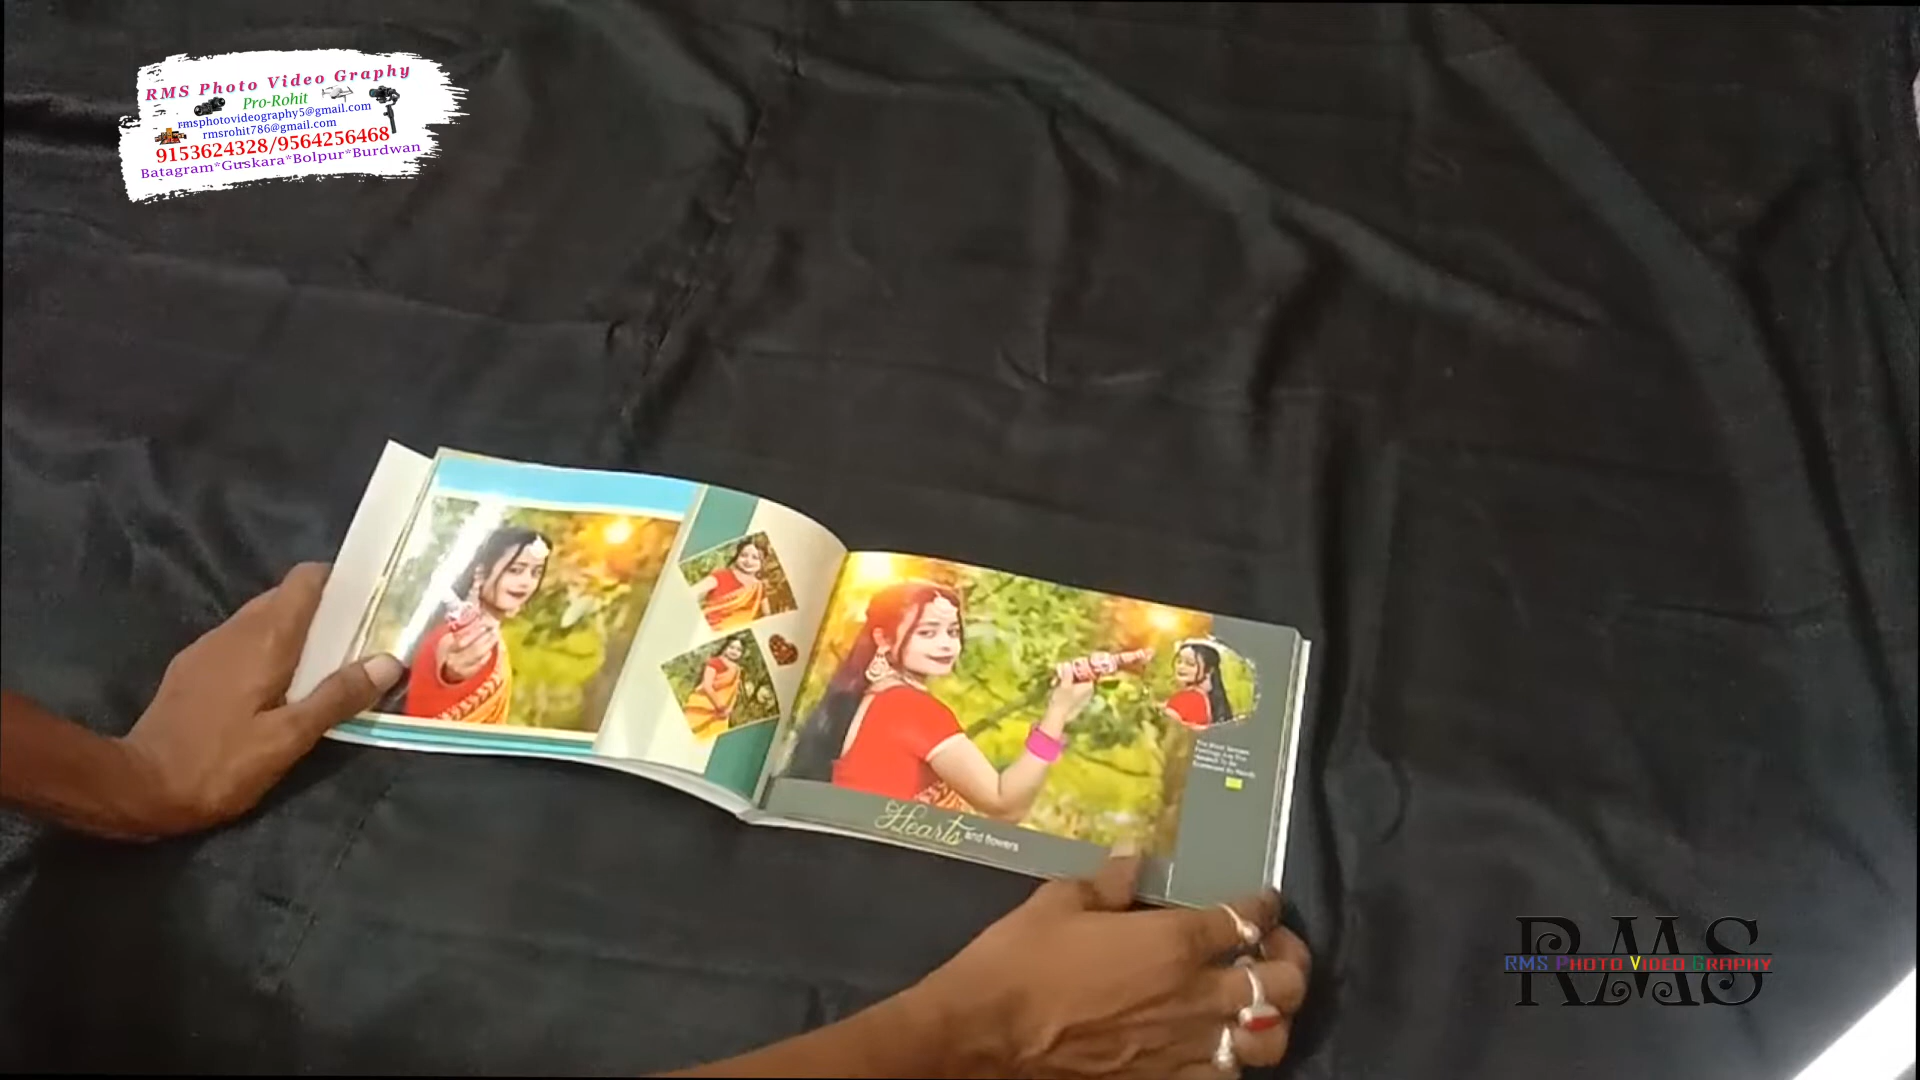 RMS Photo Video Graphy
Pro-Rohit
rmsphotovideography5@gmail.com
rmsrohit786@gmail.com
9153624328/9564256468
Batagram*Guskara*Bolpur*Burdwan
Hearts and flowers
RMS
RMS PHOTO VIDEO GRAPHY